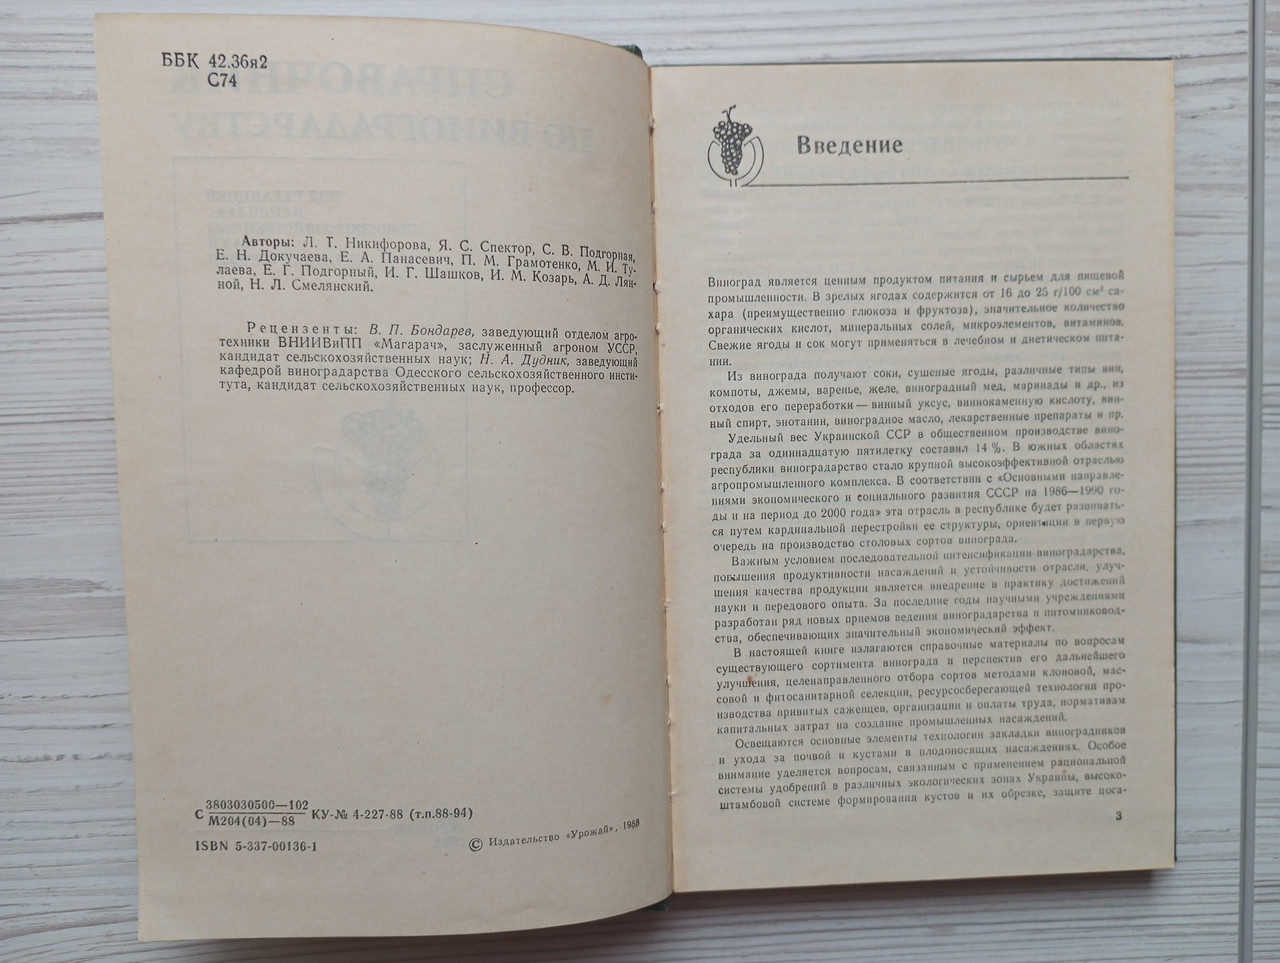 ББК 42.36я2
С74
Авторы: Л. Т. Никифорова, Я. С. Спектор, С. В. Подгорная,
Е. Н. Докучаева, Е. А. Панасевич, П. М. Грамотенко, М. И. Ту-
лаева, Е. Г. Подгорный, И. Г. Шашков, И. М. Козарь, А. Д. Лян-
ной, Н. Л. Смелянский.
Рецензенты: В. П. Бондарев, заведующий отделом агро-
техники ВНИИВиПП «Магарач», заслуженный агроном УССР,
кандидат сельскохозяйственных наук; Н. А. Дудник, заведующий
кафедрой виноградарства Одесского сельскохозяйственного инсти-
тута, кандидат сельскохозяйственных наук, профессор.
С 3803030500—102
М204(04)—88 КУ-№ 4-227-88 (т.п.88-94)
ISBN 5-337-00136-1
© Издательство «Урожай», 1988
Введение
Виноград является ценным продуктом питания и сырьем для пищевой
промышленности. В зрелых ягодах содержится от 16 до 25 г/100 см³ са-
хара (преимущественно глюкоза и фруктоза), значительное количество
органических кислот, минеральных солей, микроэлементов, витаминов.
Свежие ягоды и сок могут применяться в лечебном и диетическом пита-
нии.
Из винограда получают соки, сушеные ягоды, различные типы вин,
компоты, джемы, варенье, желе, виноградный мед, маринады и др., из
отходов его переработки — винный уксус, виннокаменную кислоту, вин-
ный спирт, энотанин, виноградное масло, лекарственные препараты и пр.
Удельный вес Украинской ССР в общественном производстве вино-
града за одиннадцатую пятилетку составил 14 %. В южных областях
республики виноградарство стало крупной высокоэффективной отраслью
агропромышленного комплекса. В соответствии с «Основными направле-
ниями экономического и социального развития СССР на 1986—1990 го-
ды и на период до 2000 года» эта отрасль в республике будет развивать-
ся путем кардинальной перестройки ее структуры, ориентации в первую
очередь на производство столовых сортов винограда.
Важным условием последовательной интенсификации виноградарства,
повышения продуктивности насаждений и устойчивости отрасли, улуч-
шения качества продукции является внедрение в практику достижений
науки и передового опыта. За последние годы научными учреждениями
разработан ряд новых приемов ведения виноградарства и питомниковод-
ства, обеспечивающих значительный экономический эффект.
В настоящей книге излагаются справочные материалы по вопросам
существующего сортимента винограда и перспектив его дальнейшего
улучшения, целенаправленного отбора сортов методами клоновой, мас-
совой и фитосанитарной селекции, ресурсосберегающей технологии про-
изводства привитых саженцев, организации и оплаты труда, нормативам
капитальных затрат на создание промышленных насаждений.
Освещаются основные элементы технологии закладки виноградников
и ухода за почвой и кустами в плодоносящих насаждениях. Особое
внимание уделяется вопросам, связанным с применением рациональной
системы удобрений в различных экологических зонах Украины, высоко-
штамбовой системе формирования кустов и их обрезке, защите поса-
3